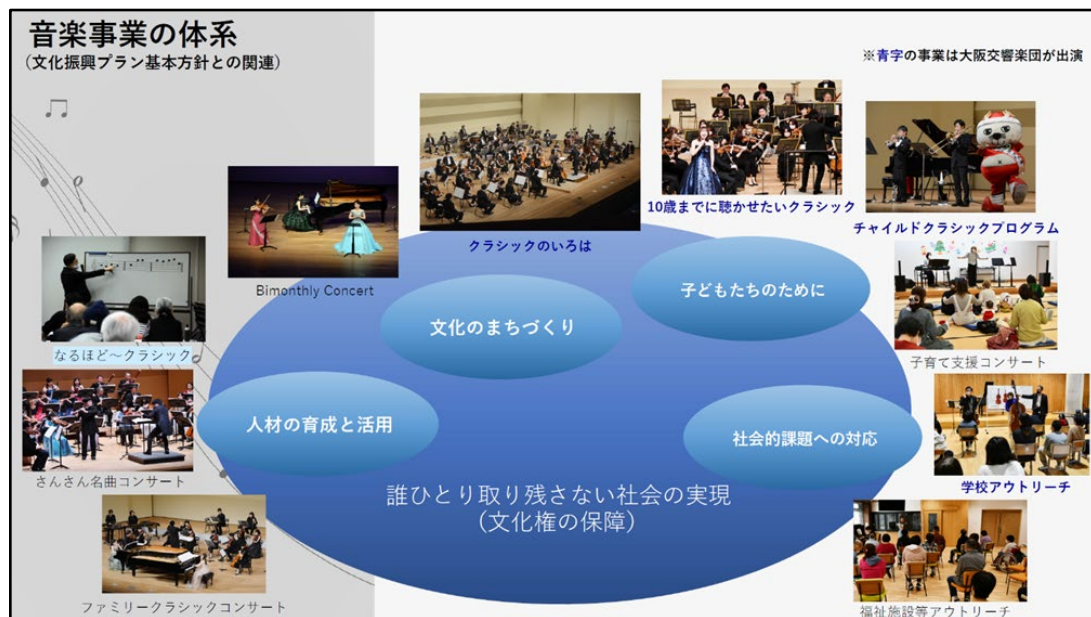 音楽事業の体系
(文化振興プラン基本方針との関連)
※青字の事業は大阪交響楽団が出演
10歳までに聴かせたいクラシック
チャイルドクラシックプログラム
クラシックのいろは
Bimonthly Concert
子どもたちのために
文化のまちづくり
なるほど～クラシック
子育て支援コンサート
人材の育成と活用
社会的課題への対応
さんさん名曲コンサート
学校アウトリーチ
誰ひとり取り残さない社会の実現
(文化権の保障)
ファミリークラシックコンサート
福祉施設等アウトリーチ